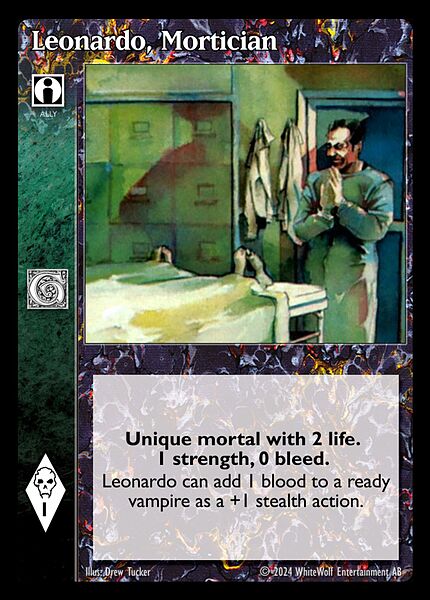 Leonardo, Mortician
ALLY
G
1
Unique mortal with 2 life.
1 strength, 0 bleed.
Leonardo can add 1 blood to a ready
vampire as a +1 stealth action.
Illus: Drew Tucker © 2024 WhiteWolf Entertainment AB